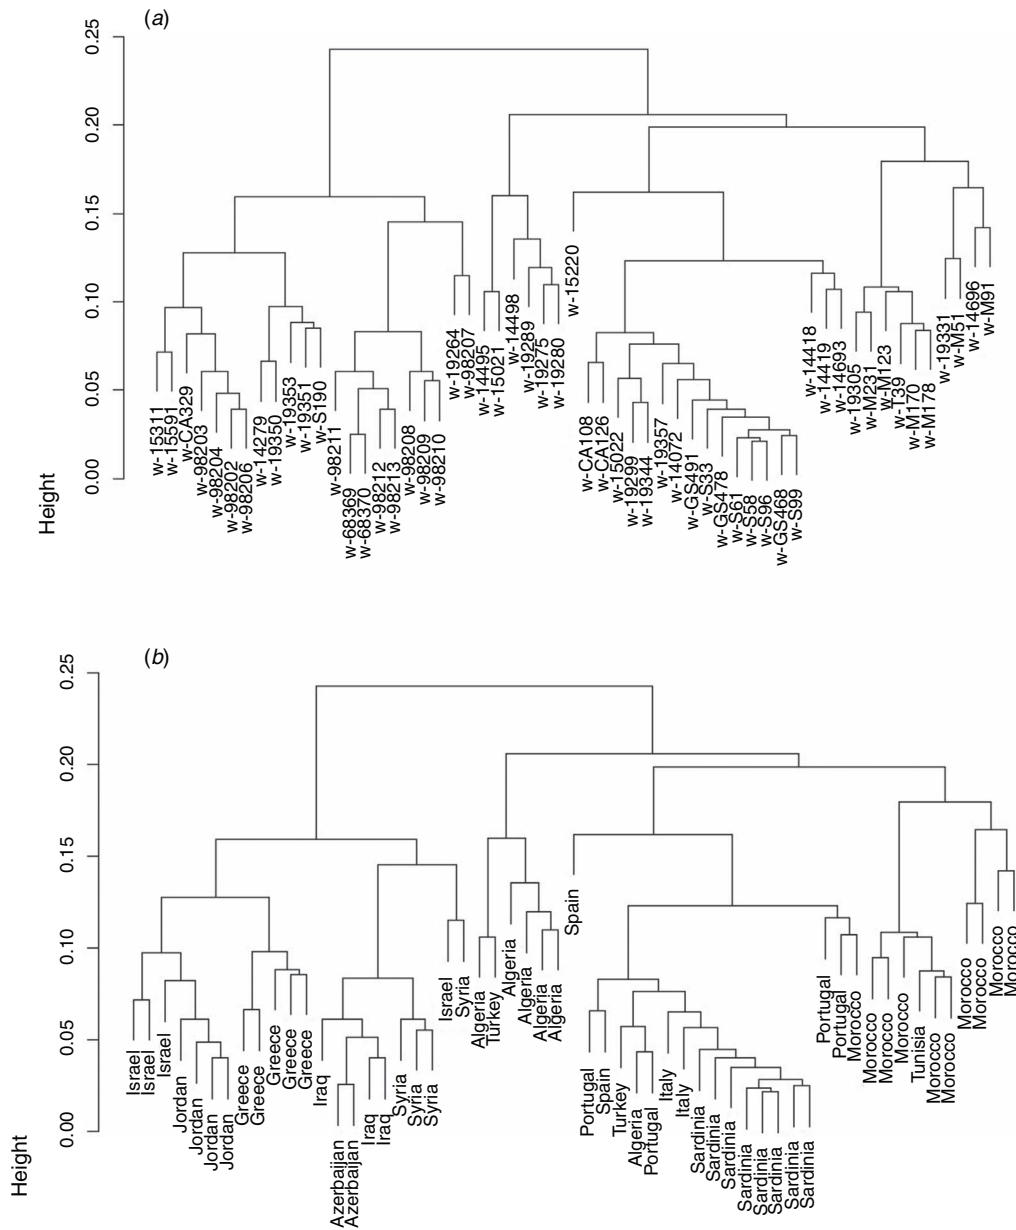 (a)
0.25
0.20
0.15
0.10
0.05
0.00
Height
w-15311
w-15591
w-CA329
w-98203
w-98204
w-98202
w-98206
w-14279
w-19350
w-19353
w-19351
w-S190
w-98211
w-68369
w-68370
w-98212
w-98213
w-98208
w-98209
w-98210
w-19264
w-98207
w-14495
w-15021
w-14498
w-19289
w-19275
w-19280
w-15220
w-CA108
w-CA126
w-15022
w-19299
w-19344
w-19357
w-14072
w-GS491
w-S33
w-GS478
w-S61
w-S58
w-S96
w-GS468
w-S99
w-14418
w-14419
w-14693
w-19305
w-M231
w-M123
w-T39
w-M170
w-M178
w-19331
w-M51
w-14696
w-M91
(b)
0.25
0.20
0.15
0.10
0.05
0.00
Height
Israel
Israel
Israel
Jordan
Jordan
Jordan
Jordan
Greece
Greece
Greece
Greece
Greece
Iraq
Azerbaijan
Azerbaijan
Iraq
Iraq
Syria
Syria
Syria
Israel
Syria
Algeria
Turkey
Algeria
Algeria
Algeria
Algeria
Spain
Portugal
Spain
Turkey
Algeria
Portugal
Italy
Italy
Sardinia
Sardinia
Sardinia
Sardinia
Sardinia
Sardinia
Sardinia
Sardinia
Portugal
Portugal
Morocco
Morocco
Morocco
Morocco
Tunisia
Morocco
Morocco
Morocco
Morocco
Morocco
Morocco